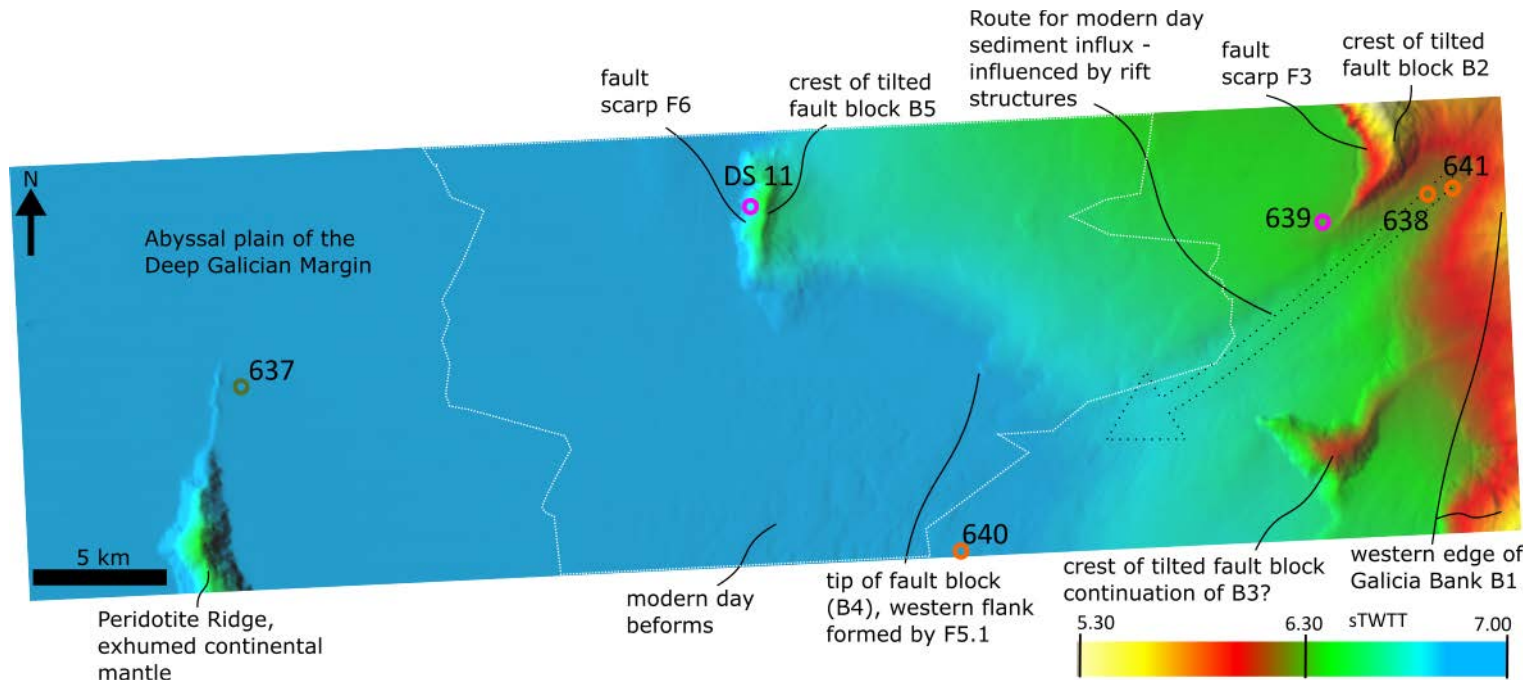 Route for modern day
sediment influx -
influenced by rift
structures
fault
scarp F6
crest of tilted
fault block B5
fault
scarp F3
crest of tilted
fault block B2
N
DS 11
641
639
638
Abyssal plain of the
Deep Galician Margin
637
640
5 km
Peridotite Ridge,
exhumed continental
mantle
modern day
beforms
tip of fault block
(B4), western flank
formed by F5.1
crest of tilted fault block
continuation of B3?
western edge of
Galicia Bank B1
5.30 6.30 sTWTT 7.00